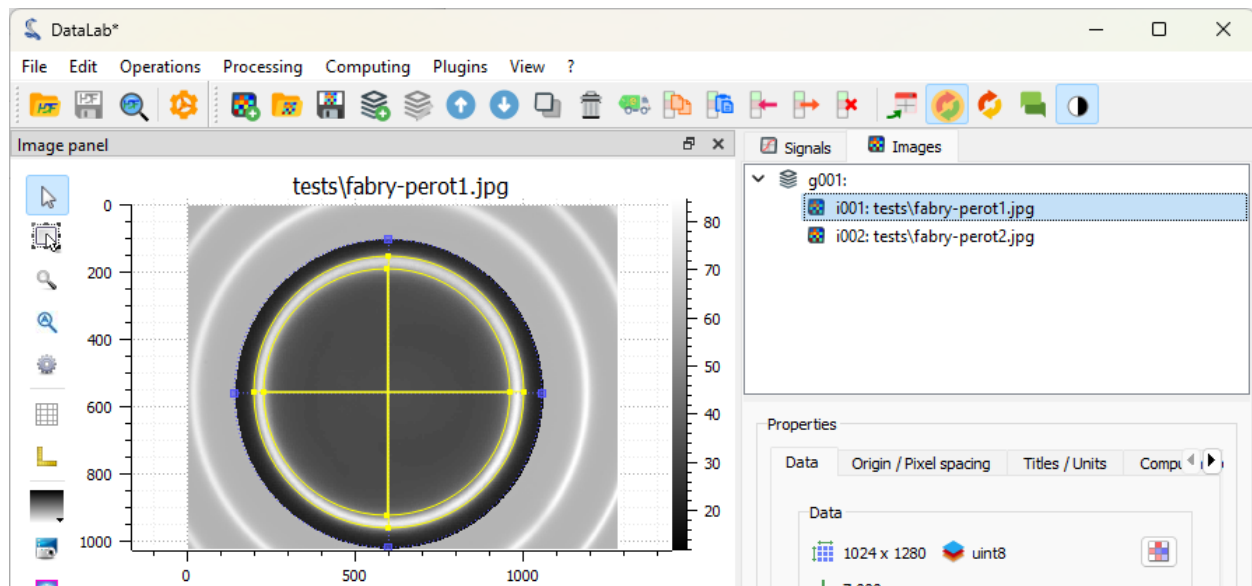 DataLab*
File Edit Operations Processing Computing Plugins View ?
Image panel
Signals Images
tests\fabry-perot1.jpg
g001:
i001: tests\fabry-perot1.jpg
i002: tests\fabry-perot2.jpg
0
200
400
600
800
1000
80
70
60
50
40
30
20
0 500 1000
Properties
Data Origin / Pixel spacing Titles / Units
Data
1024 x 1280 uint8